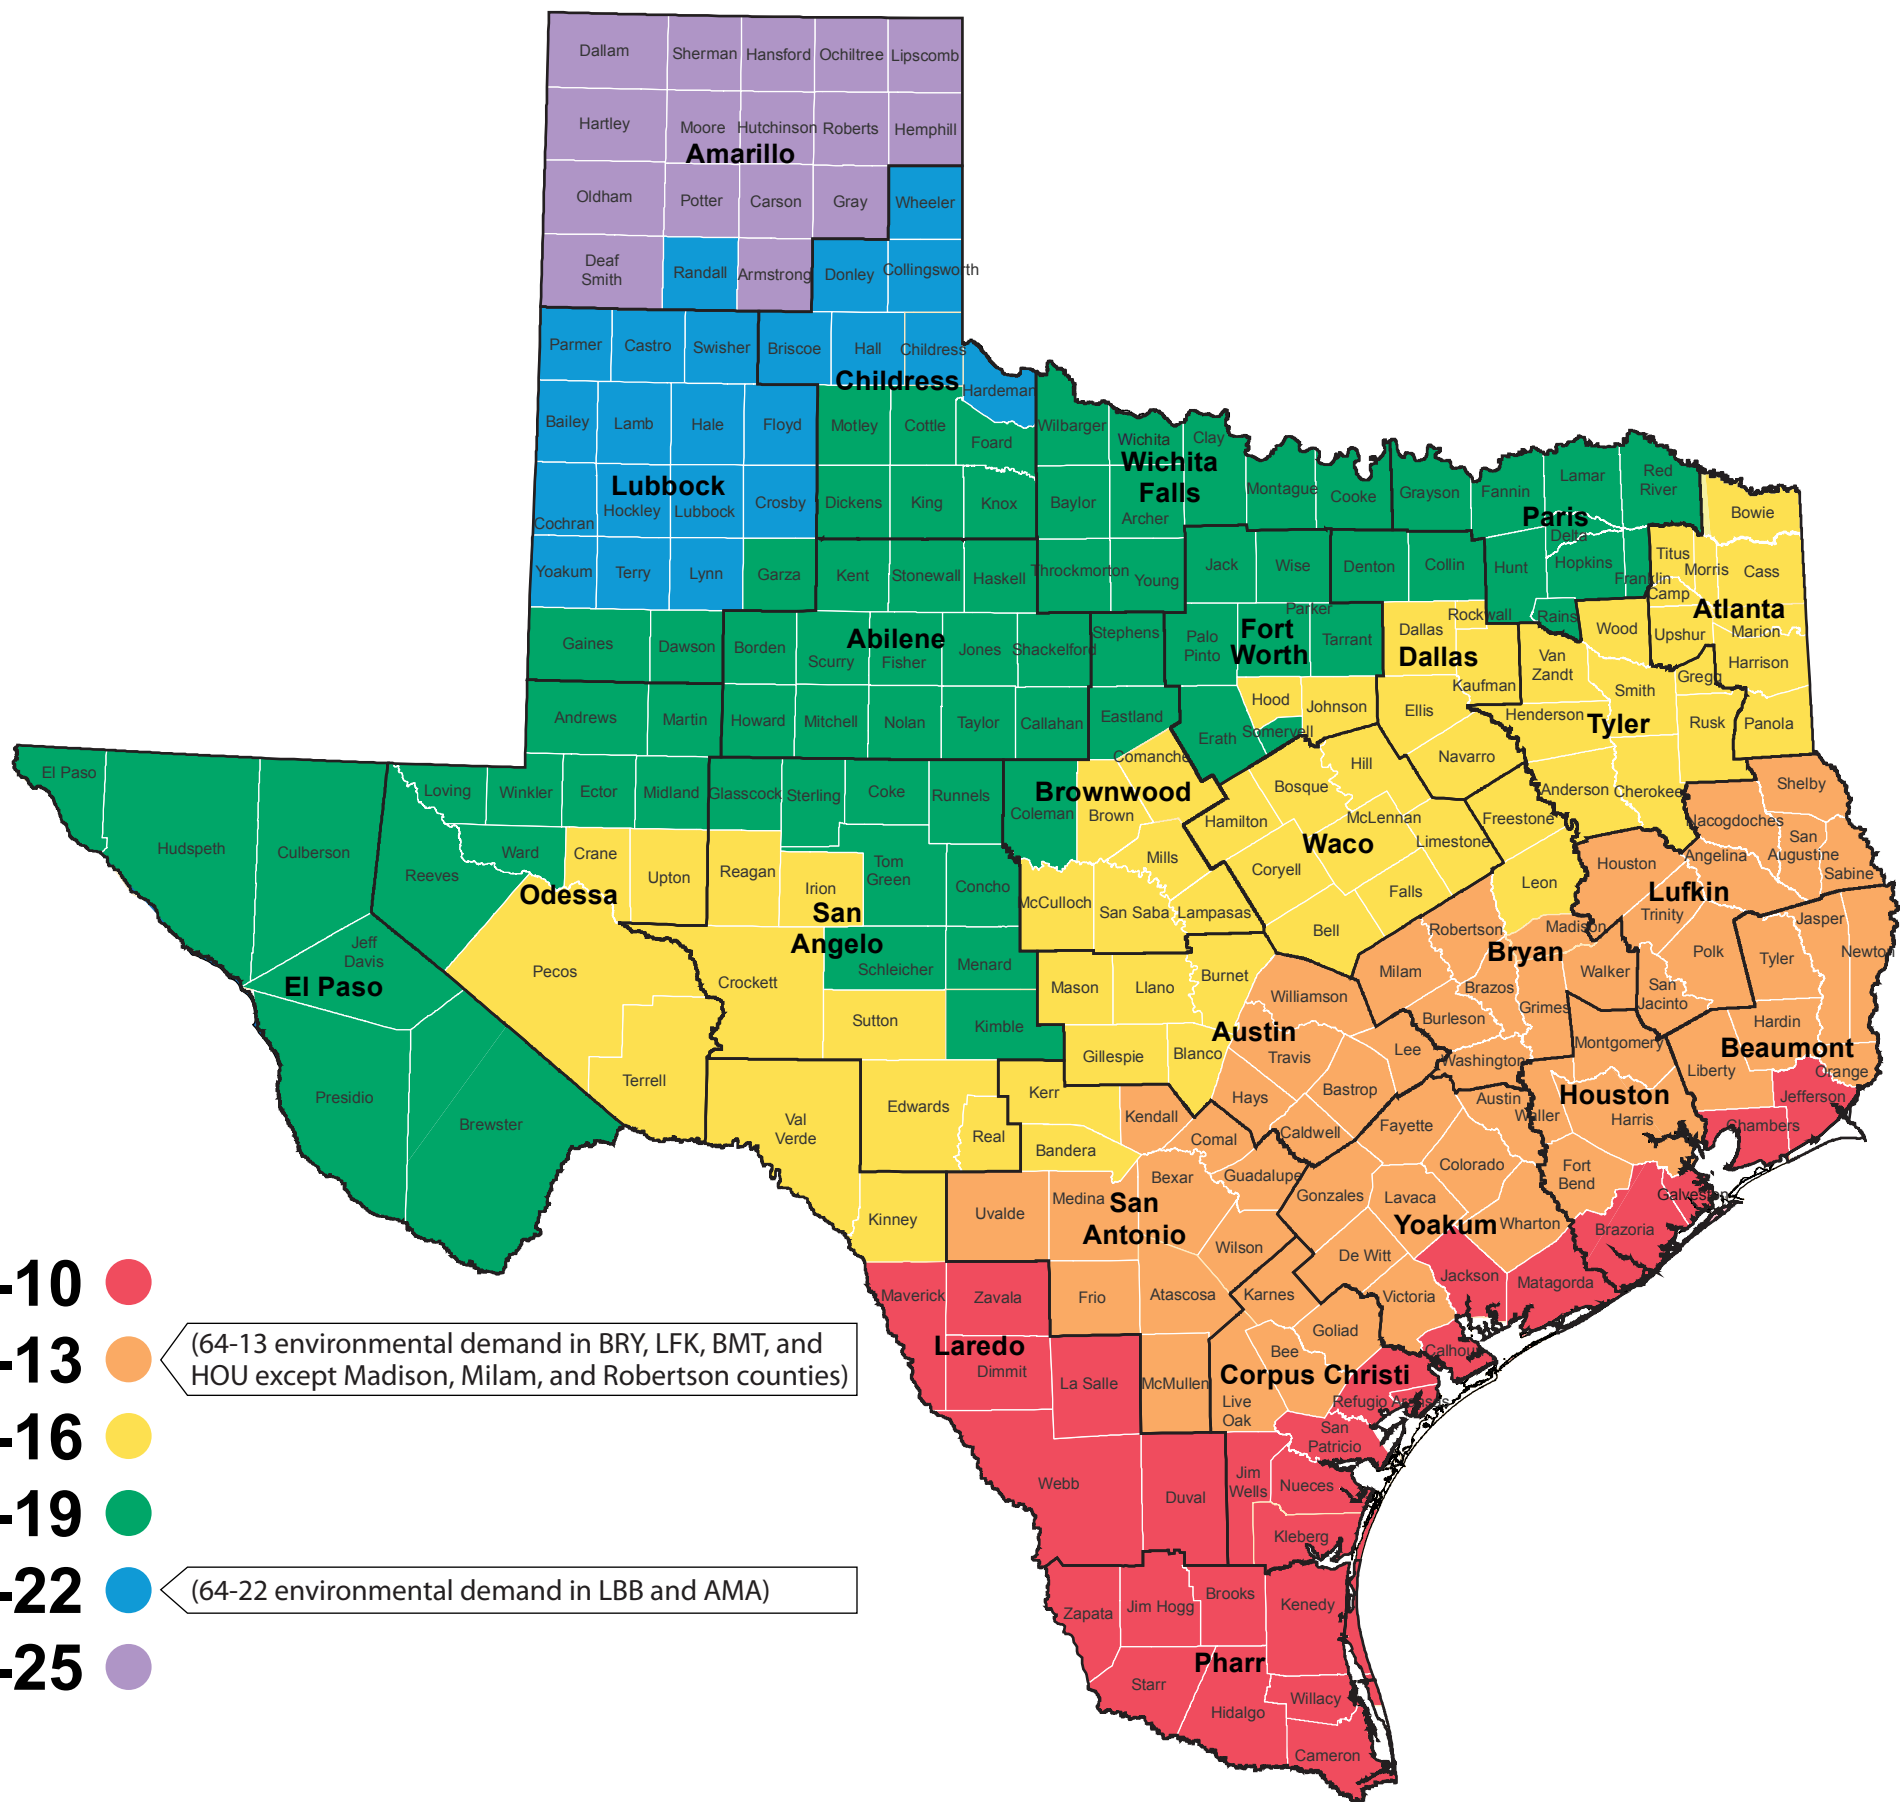 Dallam
Sherman
Hansford
Ochiltree
Lipscomb
Hartley
Moore
Hutchinson
Roberts
Hemphill
Amarillo
Oldham
Potter
Carson
Gray
Wheeler
Deaf
Smith
Randall
Armstrong
Donley
Collingsworth
Parmer
Castro
Swisher
Briscoe
Hall
Childress
Childress
Hardeman
Bailey
Lamb
Hale
Floyd
Motley
Cottle
Foard
Wilbarger
Wichita
Clay
Wichita
Falls
Lubbock
Cochran
Hockley
Lubbock
Crosby
Dickens
King
Knox
Baylor
Archer
Montague
Cooke
Grayson
Fannin
Lamar
Red
River
Paris
Delta
Bowie
Yoakum
Terry
Lynn
Garza
Kent
Stonewall
Haskell
Throckmorton
Young
Jack
Wise
Denton
Collin
Hunt
Hopkins
Franklin
Titus
Morris
Cass
Camp
Atlanta
Gaines
Dawson
Borden
Scurry
Abilene
Fisher
Jones
Shackelford
Stephens
Palo
Pinto
Parker
Fort
Worth
Tarrant
Dallas
Dallas
Rockwall
Rains
Wood
Upshur
Marion
Harrison
Van
Zandt
Kaufman
Smith
Gregg
Andrews
Martin
Howard
Mitchell
Nolan
Taylor
Callahan
Eastland
Erath
Hood
Somervell
Johnson
Ellis
Henderson
Tyler
Rusk
Panola
Comanche
Hill
Navarro
El Paso
Hudspeth
Culberson
Loving
Winkler
Ector
Midland
Glasscock
Sterling
Coke
Runnels
Coleman
Brownwood
Brown
Hamilton
Bosque
McLennan
Limestone
Freestone
Anderson
Cherokee
Shelby
Nacogdoches
San
Augustine
Sabine
Reeves
Ward
Crane
Upton
Reagan
Irion
Tom
Green
Concho
Mills
Waco
Coryell
Falls
Leon
Houston
Angelina
Odessa
San
Angelo
McCulloch
San Saba
Lampasas
Bell
Robertson
Madison
Lufkin
Trinity
Polk
Tyler
Jasper
Newton
Jeff
Davis
El Paso
Pecos
Crockett
Schleicher
Menard
Mason
Llano
Burnet
Williamson
Milam
Bryan
Brazos
Walker
San
Jacinto
Sutton
Kimble
Gillespie
Blanco
Austin
Travis
Lee
Burleson
Grimes
Washington
Montgomery
Hardin
Beaumont
Liberty
Orange
Presidio
Brewster
Terrell
Val
Verde
Edwards
Real
Kerr
Bandera
Kendall
Hays
Bastrop
Caldwell
Fayette
Austin
Waller
Houston
Harris
Jefferson
Chambers
Comal
Guadalupe
Bexar
Gonzales
Lavaca
Colorado
Fort
Bend
Galveston
Kinney
Uvalde
Medina
San
Antonio
Wilson
De Witt
Yoakum
Wharton
Brazoria
Maverick
Zavala
Frio
Atascosa
Karnes
Victoria
Jackson
Matagorda
Goliad
Bee
Calhoun
Laredo
Dimmit
La Salle
McMullen
Live
Oak
Corpus Christi
Refugio
Aransas
San
Patricio
Webb
Duval
Jim
Wells
Nueces
Kleberg
Zapata
Jim Hogg
Brooks
Kenedy
Pharr
Starr
Hidalgo
Willacy
Cameron
-10
-13
(64-13 environmental demand in BRY, LFK, BMT, and
HOU except Madison, Milam, and Robertson counties)
-16
-19
-22
(64-22 environmental demand in LBB and AMA)
-25